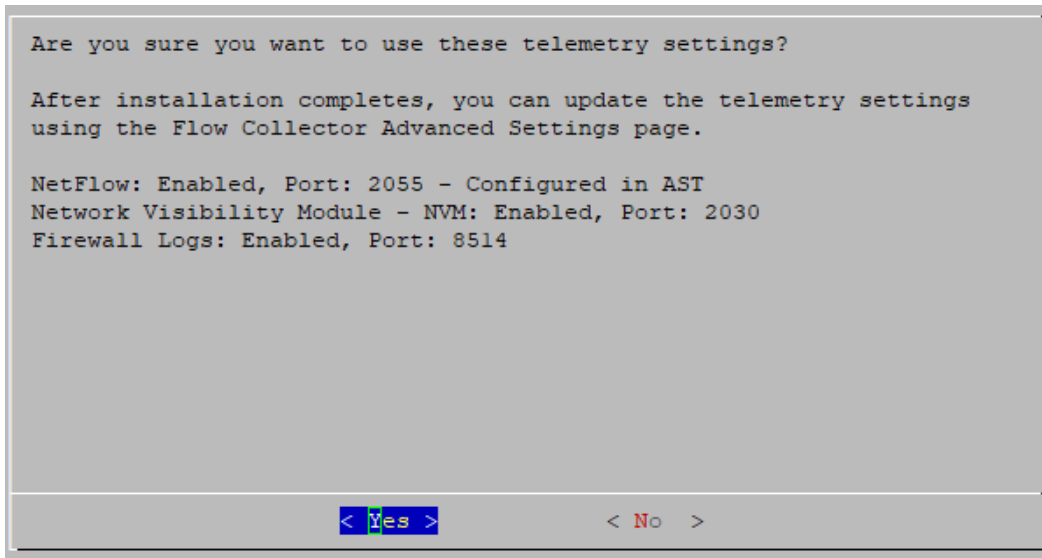 Are you sure you want to use these telemetry settings?
After installation completes, you can update the telemetry settings
using the Flow Collector Advanced Settings page.
NetFlow: Enabled, Port: 2055 - Configured in AST
Network Visibility Module - NVM: Enabled, Port: 2030
Firewall Logs: Enabled, Port: 8514
< Yes > < No >